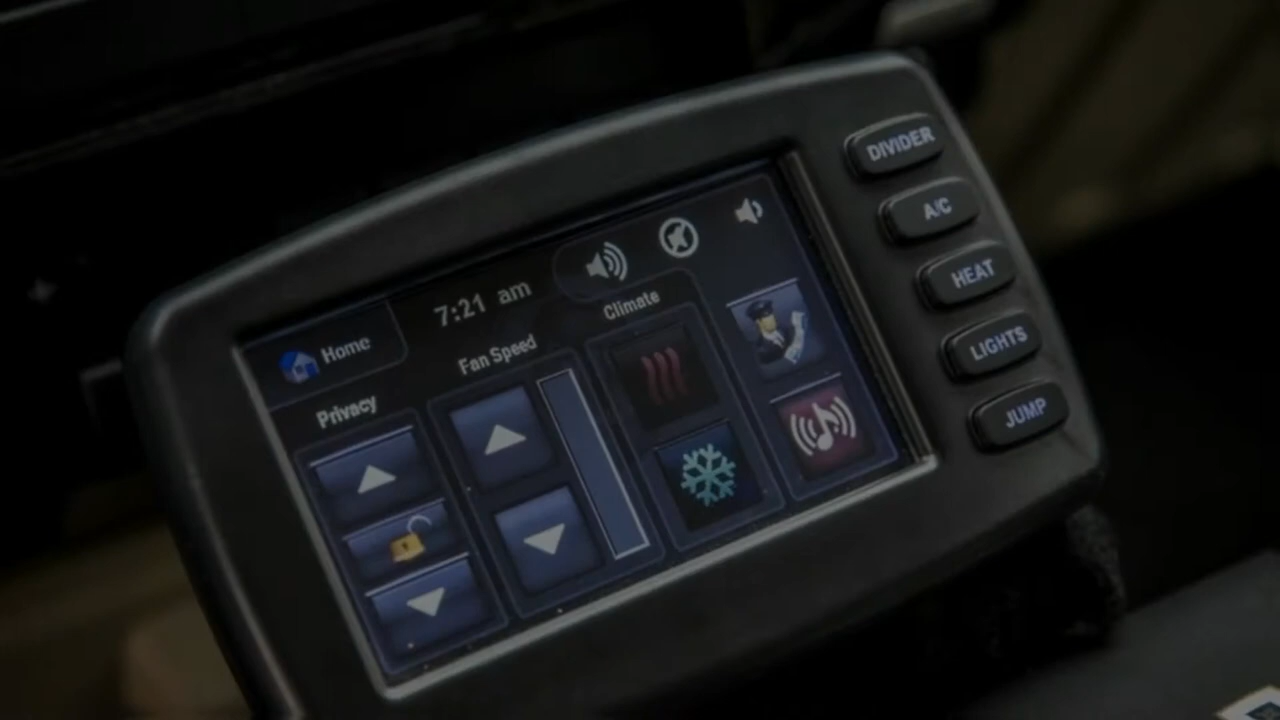 Home
7:21 am
Privacy
Fan Speed
Climate
DIVIDER
A/C
HEAT
LIGHTS
JUMP